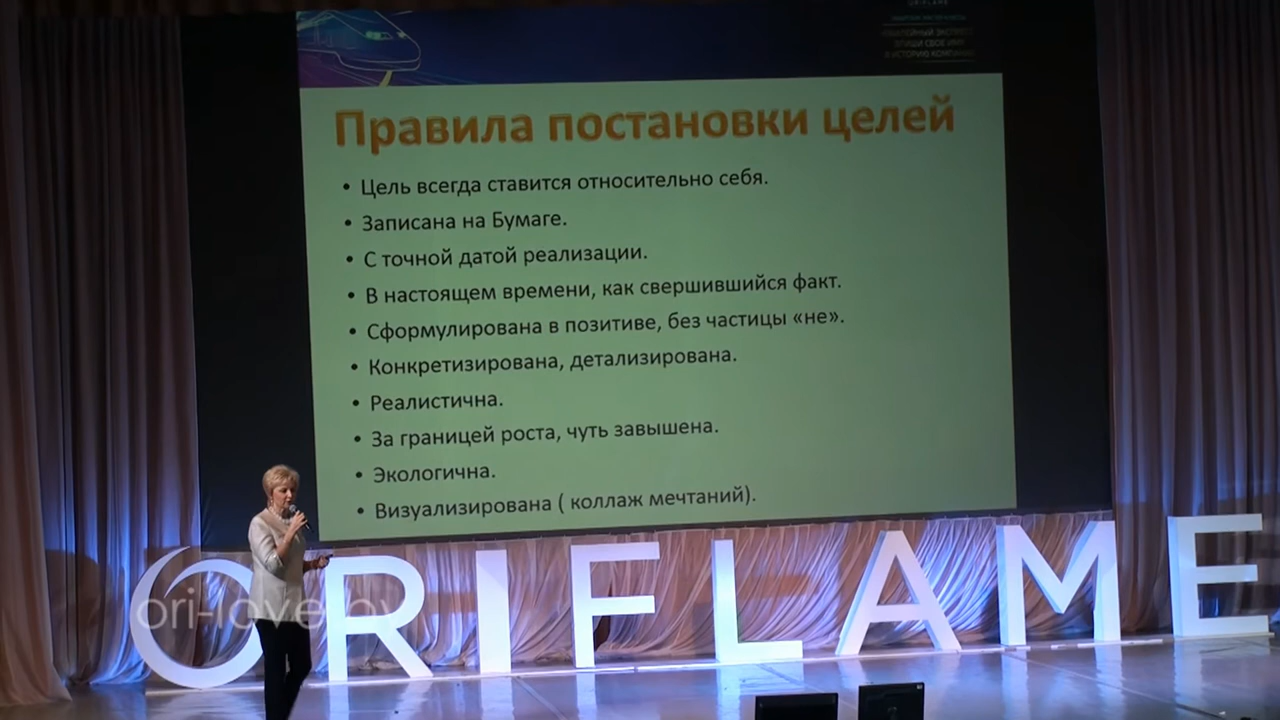 ORIFLAME
Правила постановки целей
• Цель всегда ставится относительно себя.
• Записана на Бумаге.
• С точной датой реализации.
• В настоящем времени, как свершившийся факт.
• Сформулирована в позитиве, без частицы «не».
• Конкретизирована, детализирована.
• Реалистична.
• За границей роста, чуть завышена.
• Экологична.
• Визуализирована ( коллаж мечтаний).
ORIFLAME
ori-love.by